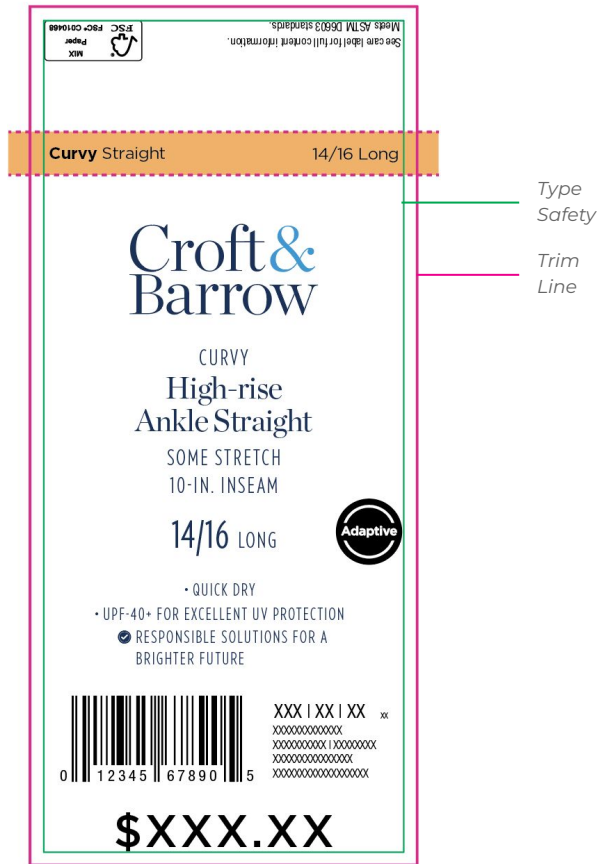 See care label for full content information.
Meets ASTM D6603 standards.
FSC
MIX
Paper
FSC® C010468
Curvy Straight
14/16 Long
Type
Safety
Trim
Line
Croft&
Barrow
CURVY
High-rise
Ankle Straight
SOME STRETCH
10-IN. INSEAM
14/16 LONG
Adaptive
• QUICK DRY
• UPF-40+ FOR EXCELLENT UV PROTECTION
RESPONSIBLE SOLUTIONS FOR A
BRIGHTER FUTURE
0 12345 67890 5
XXX | XX | XX xx
XXXXXXXXXXXXX
XXXXXXXXXX | XXXXXXXX
XXXXXXXXXXXXXXX
XXXXXXXXXXXXXXXXXX
$XXX.XX